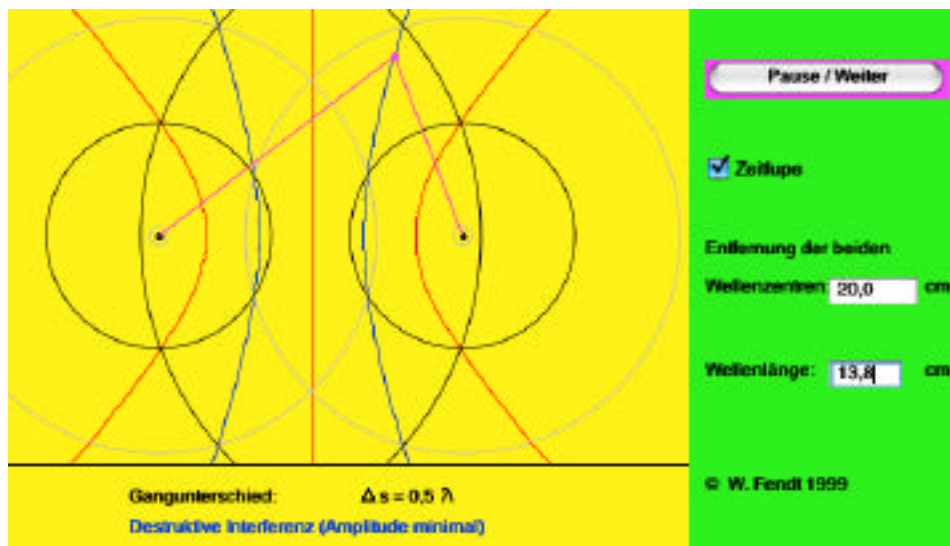 Pause / Weiter
Zeitlupe
Entfernung der beiden
Wellenzentren: 20,0 cm
Wellenlänge: 13,8 cm
© W. Fendt 1999
Gangunterschied: Δ s = 0,5 λ
Destruktive Interferenz (Amplitude minimal)